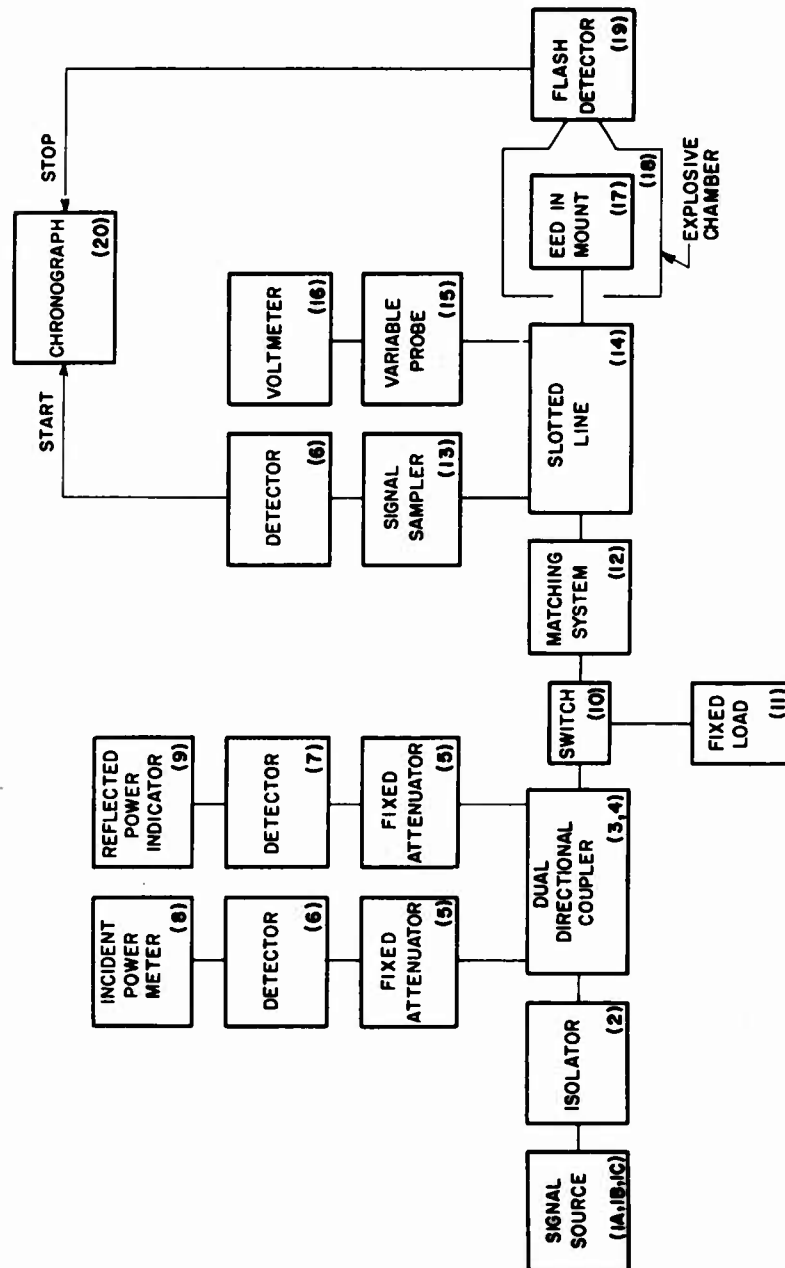 CHRONOGRAPH
(20)
START
STOP
INCIDENT
POWER
METER
(8)
REFLECTED
POWER
INDICATOR
(9)
DETECTOR
(6)
DETECTOR
(7)
DETECTOR
(6)
VOLTMETER
(16)
FIXED
ATTENUATOR
(5)
FIXED
ATTENUATOR
(5)
SIGNAL
SAMPLER
(13)
VARIABLE
PROBE
(15)
SIGNAL
SOURCE
(1A,1B,1C)
ISOLATOR
(2)
DUAL
DIRECTIONAL
COUPLER
(3,4)
SWITCH
(10)
MATCHING
SYSTEM
(12)
SLOTTED
LINE
(14)
EED IN
MOUNT
(17)
(18)
FLASH
DETECTOR
(19)
EXPLOSIVE
CHAMBER
FIXED
LOAD
(11)